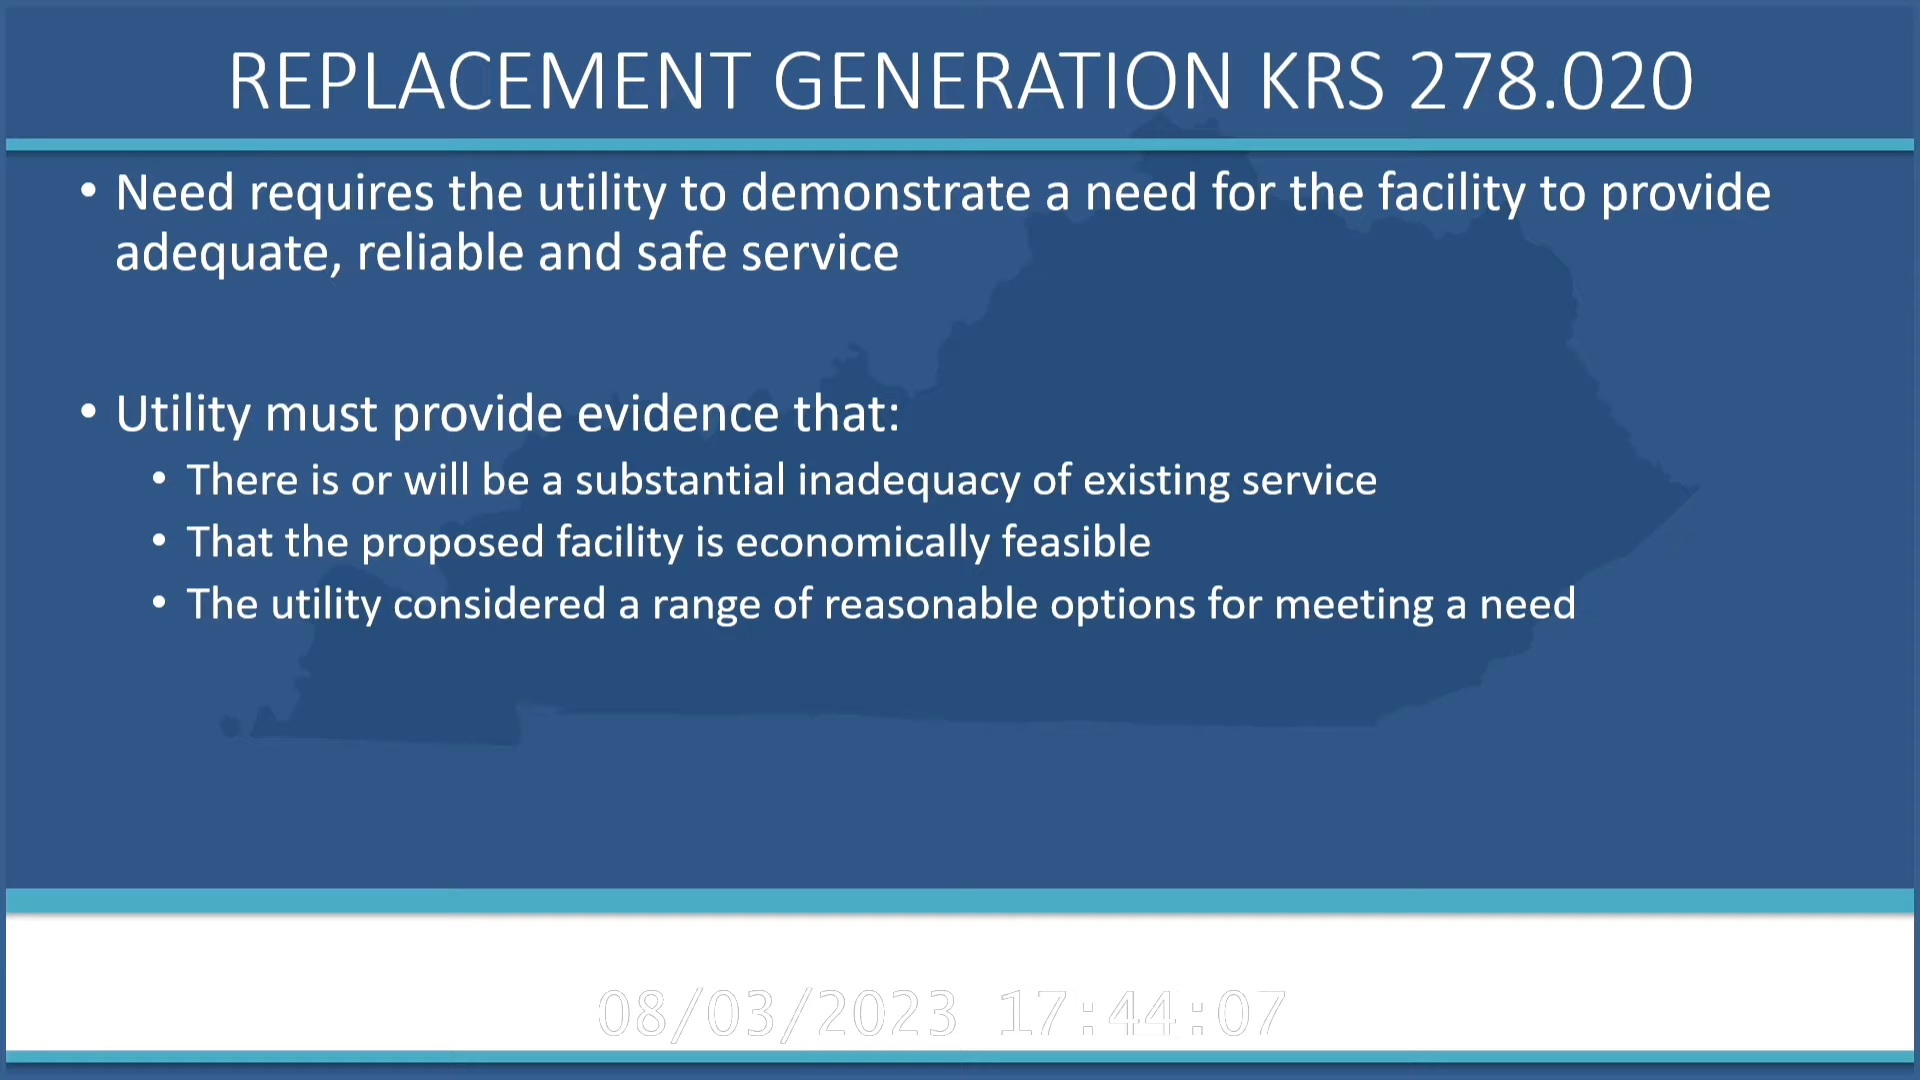 REPLACEMENT GENERATION KRS 278.020
• Need requires the utility to demonstrate a need for the facility to provide
adequate, reliable and safe service
• Utility must provide evidence that:
• There is or will be a substantial inadequacy of existing service
• That the proposed facility is economically feasible
• The utility considered a range of reasonable options for meeting a need
08/03/2023 17:44:07